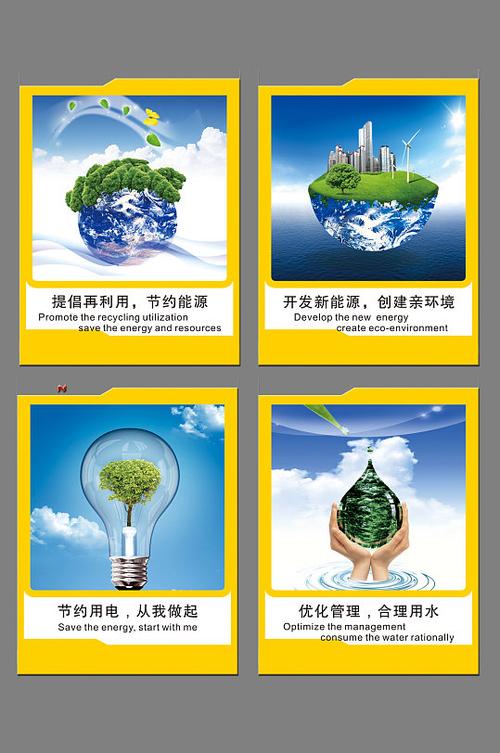 提倡再利用，节约能源
Promote the recycling utilization
save the energy and resources
开发新能源，创建亲环境
Develop the new energy
create eco-environment
节约用电，从我做起
Save the energy, start with me
优化管理，合理用水
Optimize the management
consume the water rationally